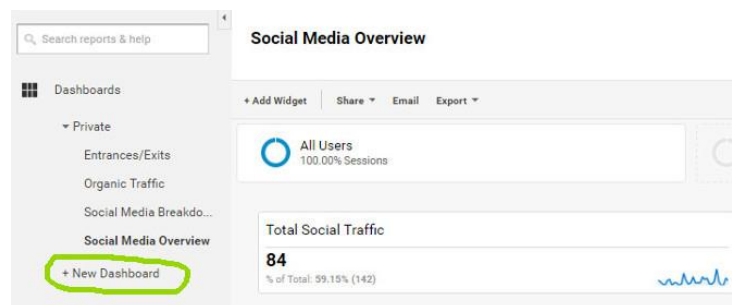 Search reports & help
Dashboards
Private
Entrances/Exits
Organic Traffic
Social Media Breakdo...
Social Media Overview
+ New Dashboard
Social Media Overview
+ Add Widget Share Email Export
All Users
100.00% Sessions
Total Social Traffic
84
% of Total: 59.15% (142)